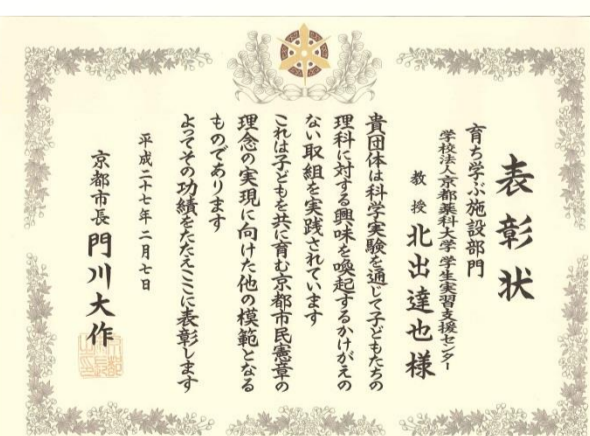 表彰状
育ち学ぶ施設部門
学校法人京都薬科大学 学生実習支援センター
教授 北出達也様
貴団体は科学実験を通じて子どもたちの
理科に対する興味を喚起するかけがえの
ない取組を実践されています
これは子どもを共に育む京都市民憲章の
理念の実現に向けた他の模範となる
ものであります
よってその功績をたたえここに表彰します
平成二十七年二月七日
京都市長 門川大作